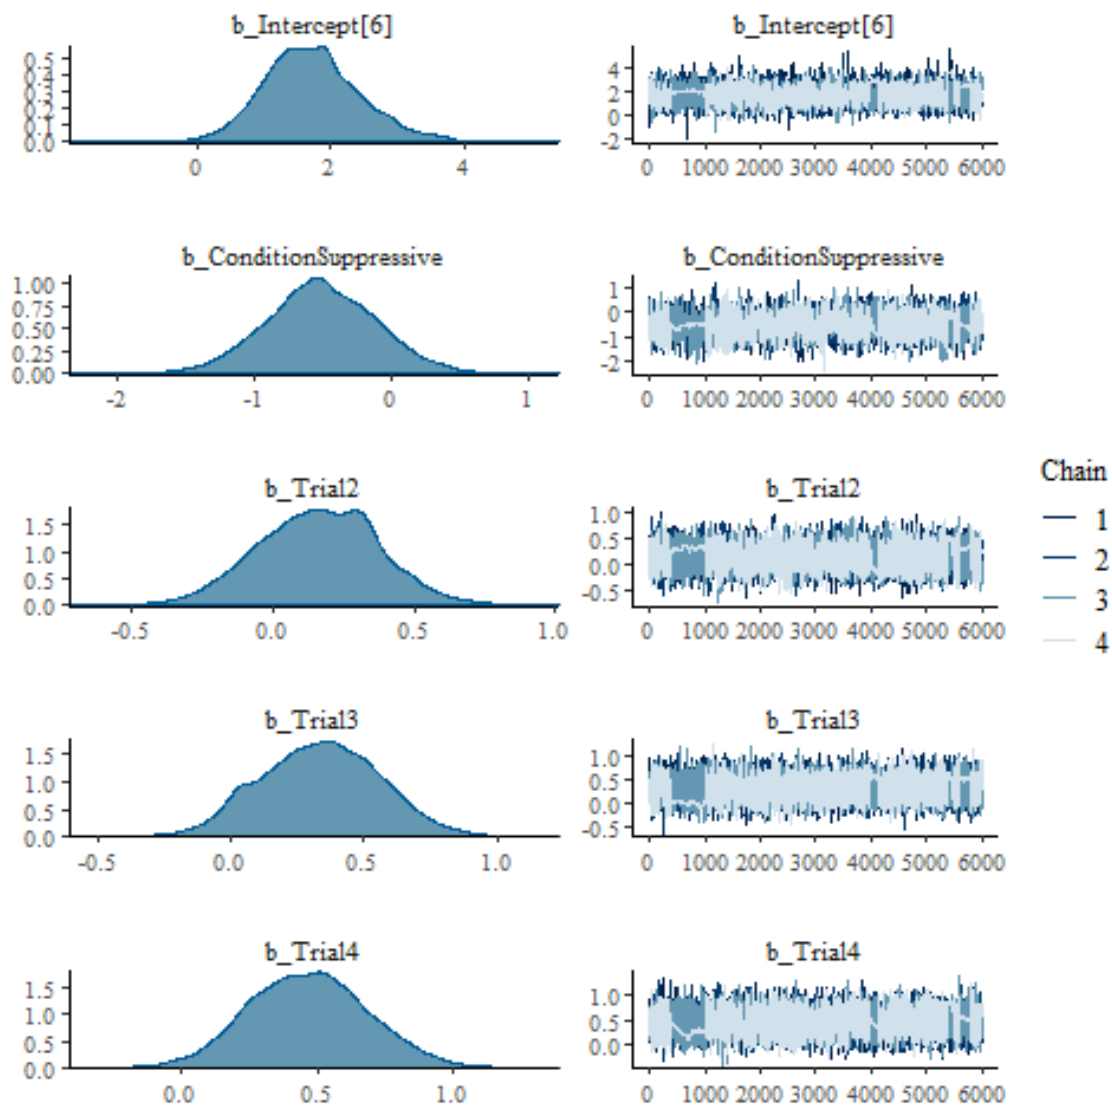 b_Intercept[6] b_Intercept[6]
0.5
0.4
0.3
0.2
0.1
0.0
0 2 4
4
2
0
-2
0 1000 2000 3000 4000 5000 6000
b_ConditionSuppressive b_ConditionSuppressive
1.00
0.75
0.50
0.25
0.00
-2 -1 0 1
1
0
-1
-2
0 1000 2000 3000 4000 5000 6000
b_Trial2 b_Trial2
1.5
1.0
0.5
0.0
-0.5 0.0 0.5 1.0
1.0
0.5
0.0
-0.5
0 1000 2000 3000 4000 5000 6000
b_Trial3 b_Trial3
1.5
1.0
0.5
0.0
-0.5 0.0 0.5 1.0
1.0
0.5
0.0
-0.5
0 1000 2000 3000 4000 5000 6000
b_Trial4 b_Trial4
1.5
1.0
0.5
0.0
0.0 0.5 1.0
1.0
0.5
0.0
0 1000 2000 3000 4000 5000 6000
Chain
1
2
3
4